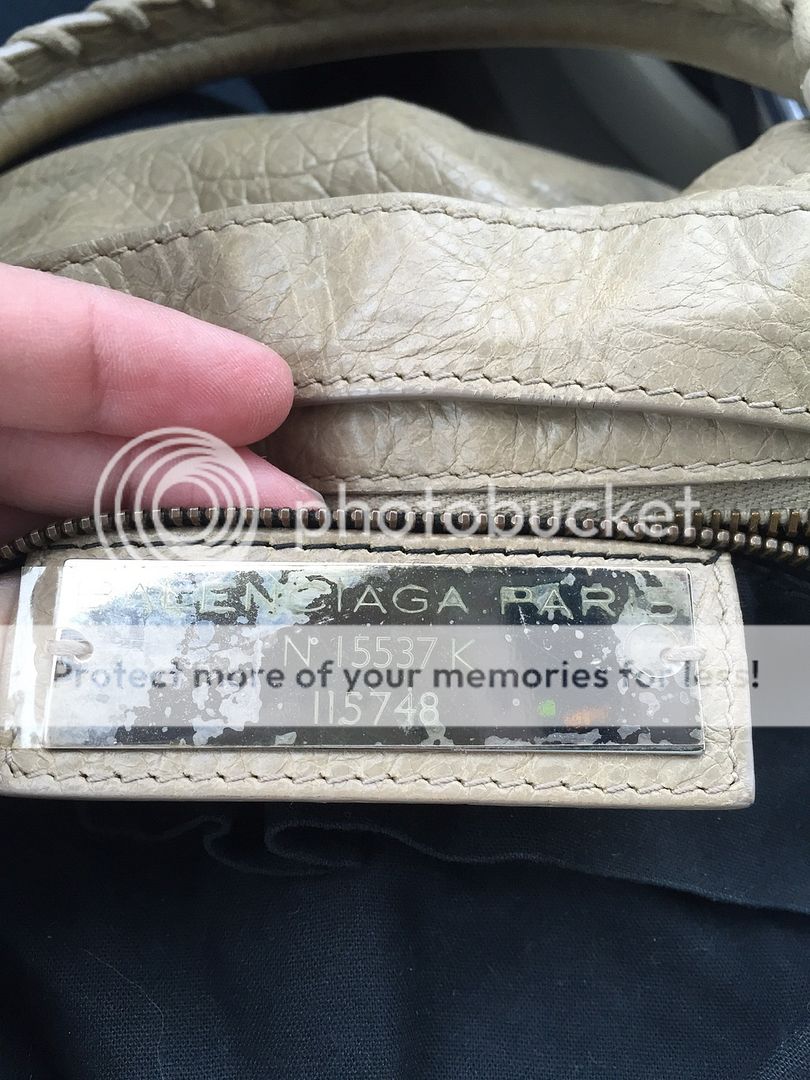 photobucket
BALENCIAGA PARIS
N 15537 K
Protect more of your memories for less!
115748